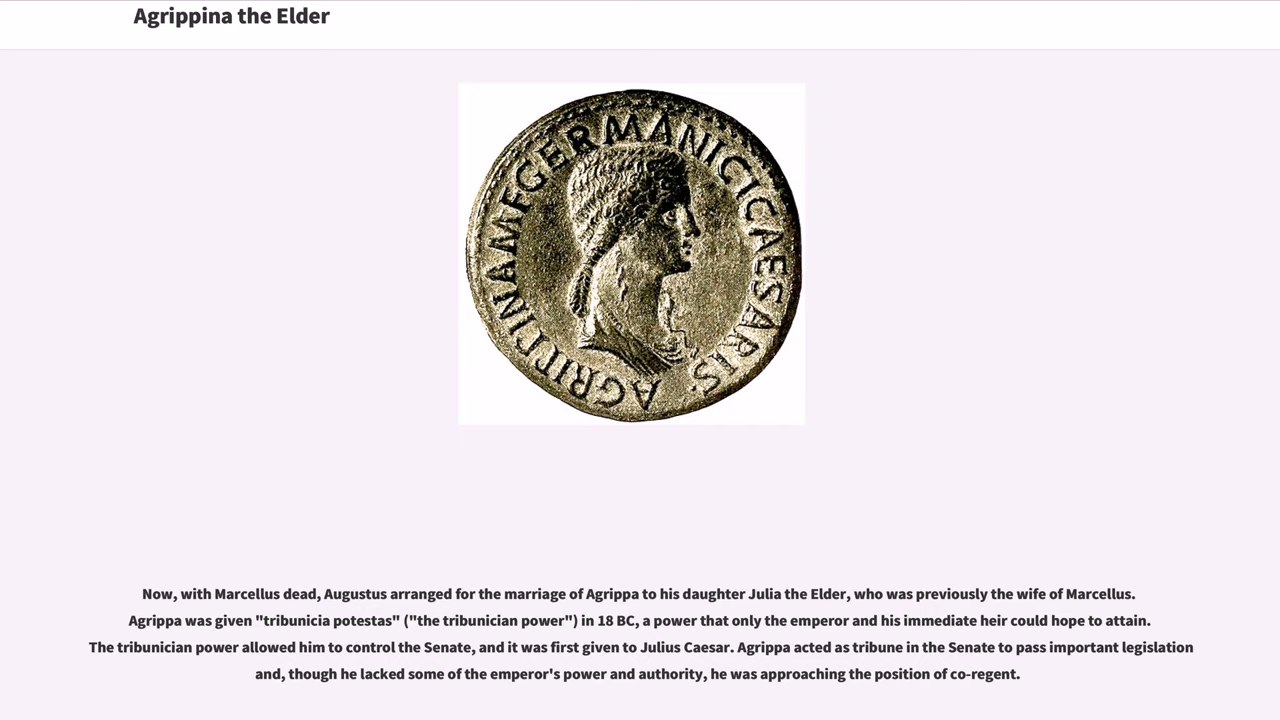 Agrippina the Elder
AGRIPPINA M F GERMANICI CAESARIS
Now, with Marcellus dead, Augustus arranged for the marriage of Agrippa to his daughter Julia the Elder, who was previously the wife of Marcellus.
Agrippa was given "tribunicia potestas" ("the tribunician power") in 18 BC, a power that only the emperor and his immediate heir could hope to attain.
The tribunician power allowed him to control the Senate, and it was first given to Julius Caesar. Agrippa acted as tribune in the Senate to pass important legislation
and, though he lacked some of the emperor's power and authority, he was approaching the position of co-regent.